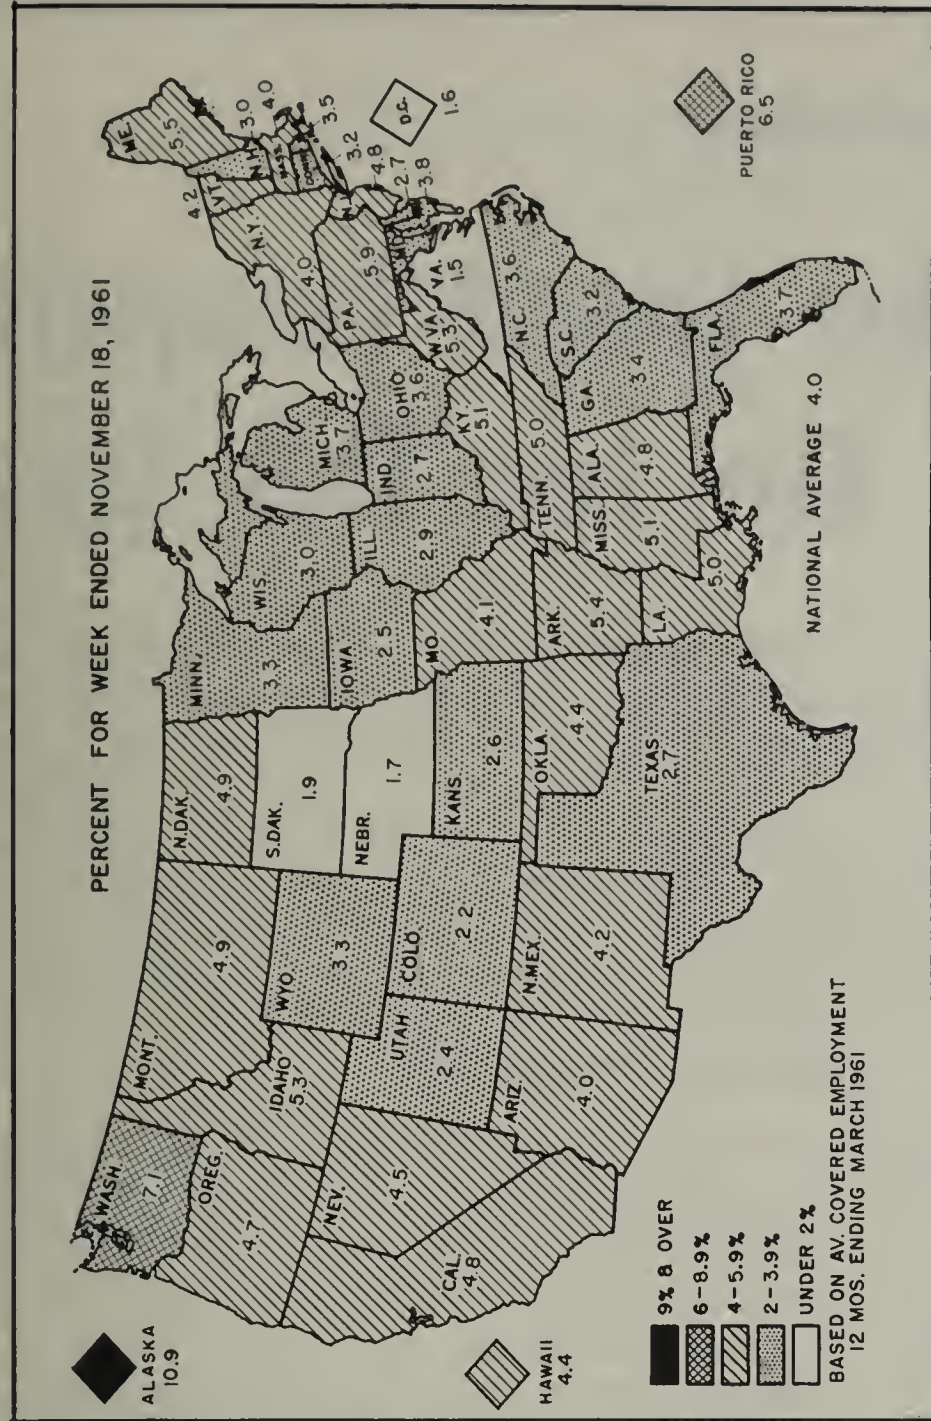 PERCENT FOR WEEK ENDED NOVEMBER 18, 1961
ALASKA
10.9
HAWAII
4.4
WASH
7.1
OREG.
4.7
CAL.
4.8
NEV.
4.5
IDAHO
5.3
MONT.
4.9
WYO
3.3
UTAH
2.4
COLO
2.2
ARIZ
4.0
N.MEX.
4.2
N.DAK.
4.9
S.DAK.
1.9
NEBR.
1.7
KANS
2.6
OKLA
4.4
TEXAS
2.7
MINN.
3.3
IOWA
2.5
MO.
4.1
ARK.
5.4
LA.
5.0
WIS.
3.0
ILL.
2.9
MICH.
3.7
IND.
2.7
OHIO
3.6
KY.
5.1
TENN.
5.0
MISS.
5.1
ALA.
4.8
GA.
3.4
FLA.
3.7
S.C.
3.2
N.C.
3.6
VA.
1.5
W.VA.
5.3
PA.
5.9
N.Y.
4.0
VT.
4.2
N.H.
3.0
ME.
5.5
MASS.
4.0
3.5
CONN.
3.2
N.J.
4.8
2.7
MD.
3.8
D.C.
1.6
PUERTO RICO
6.5
NATIONAL AVERAGE 4.0
9% & OVER
6-8.9%
4-5.9%
2-3.9%
UNDER 2%
BASED ON AV. COVERED EMPLOYMENT
12 MOS. ENDING MARCH 1961